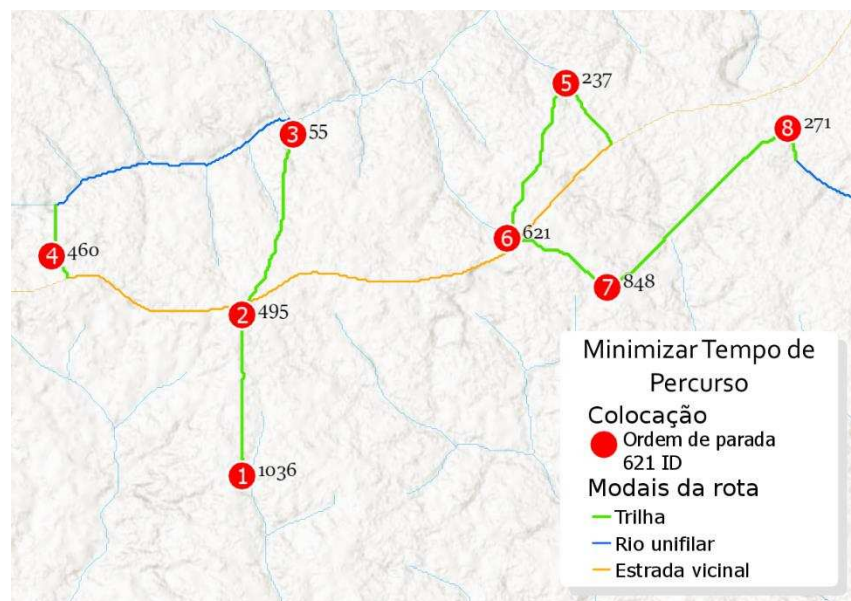 5 237
8 271
3 55
6 621
4 460
7 848
2 495
1 1036
Minimizar Tempo de
Percurso
Colocação
Ordem de parada
621 ID
Modais da rota
Trilha
Rio unifilar
Estrada vicinal